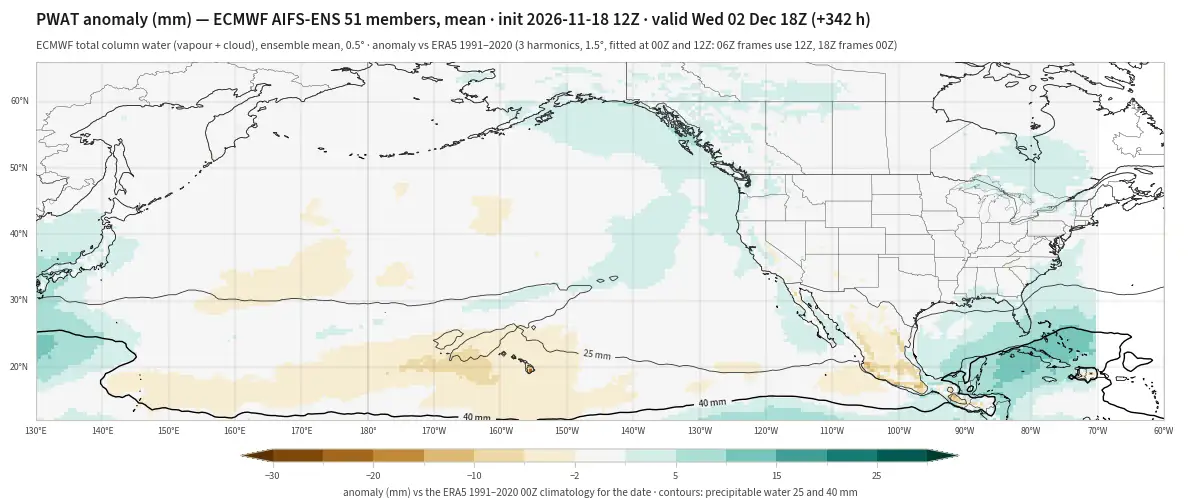 PWAT anomaly (mm) — ECMWF AIFS-ENS 51 members, mean · init 2026-11-18 12Z · valid Wed 02 Dec 18Z (+342 h)
ECMWF total column water (vapour + cloud), ensemble mean, 0.5° · anomaly vs ERA5 1991–2020 (3 harmonics, 1.5°, fitted at 00Z and 12Z: 06Z frames use 12Z, 18Z frames 00Z)
60°N
50°N
40°N
30°N
20°N
25 mm
40 mm
40 mm
130°E 140°E 150°E 160°E 170°E 180° 170°W 160°W 150°W 140°W 130°W 120°W 110°W 100°W 90°W 80°W 70°W 60°W
−30 −20 −10 −2 5 15 25
anomaly (mm) vs the ERA5 1991–2020 00Z climatology for the date · contours: precipitable water 25 and 40 mm